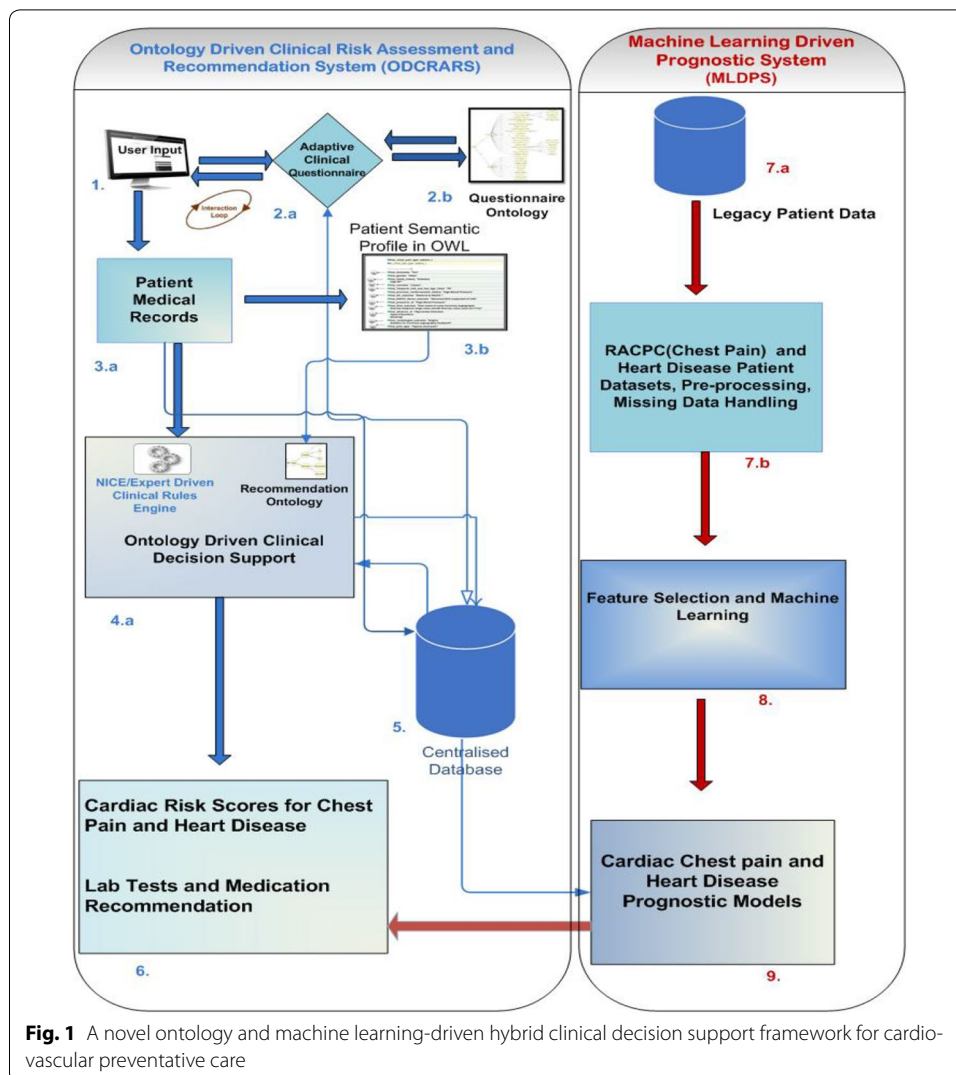 Ontology Driven Clinical Risk Assessment and
Recommendation System (ODCRARS)
Machine Learning Driven
Prognostic System
(MLDPS)
User Input
1.
Interaction
Loop
Adaptive
Clinical
Questionnaire
2.a
2.b
Questionnaire
Ontology
Patient
Medical
Records
3.a
Patient Semantic
Profile in OWL
3.b
NICE/Expert Driven
Clinical Rules
Engine
Recommendation
Ontology
Ontology Driven Clinical
Decision Support
4.a
5.
Centralised
Database
Cardiac Risk Scores for Chest
Pain and Heart Disease
Lab Tests and Medication
Recommendation
6.
7.a
Legacy Patient Data
RACPC(Chest Pain) and
Heart Disease Patient
Datasets, Pre-processing,
Missing Data Handling
7.b
Feature Selection and Machine
Learning
8.
Cardiac Chest pain and
Heart Disease
Prognostic Models
9.
Fig. 1 A novel ontology and machine learning-driven hybrid clinical decision support framework for cardio-
vascular preventative care